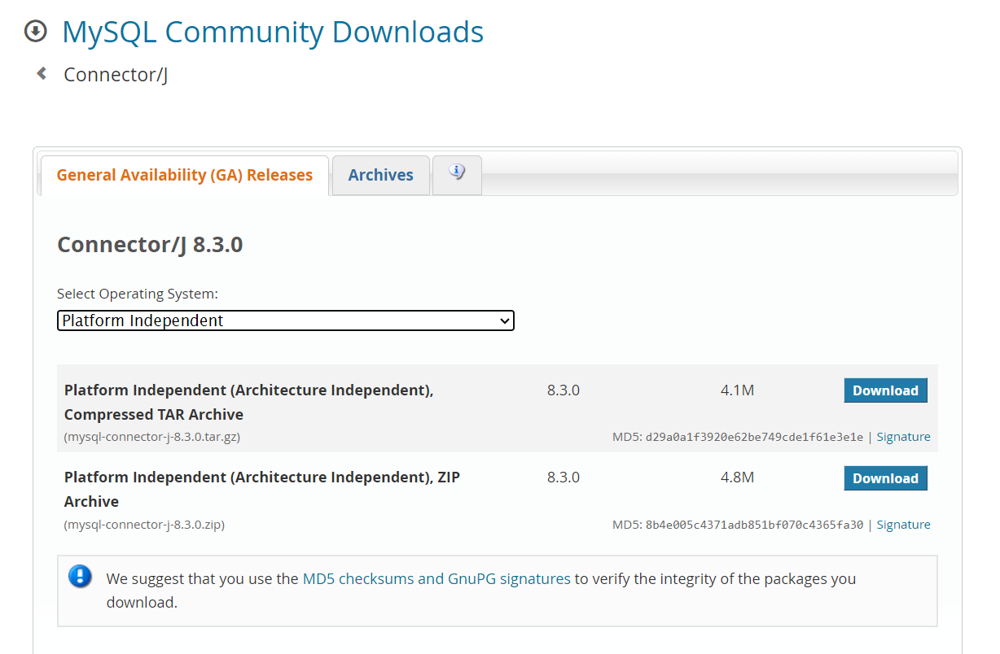 MySQL Community Downloads
Connector/J
General Availability (GA) Releases
Archives
Connector/J 8.3.0
Select Operating System:
Platform Independent
Platform Independent (Architecture Independent), 8.3.0 4.1M Download
Compressed TAR Archive
(mysql-connector-j-8.3.0.tar.gz) MD5: d29a0a1f3920e62be749cde1f61e3e1e | Signature
Platform Independent (Architecture Independent), ZIP 8.3.0 4.8M Download
Archive
(mysql-connector-j-8.3.0.zip) MD5: 8b4e005c4371adb851bf070c4365fa30 | Signature
We suggest that you use the MD5 checksums and GnuPG signatures to verify the integrity of the packages you
download.